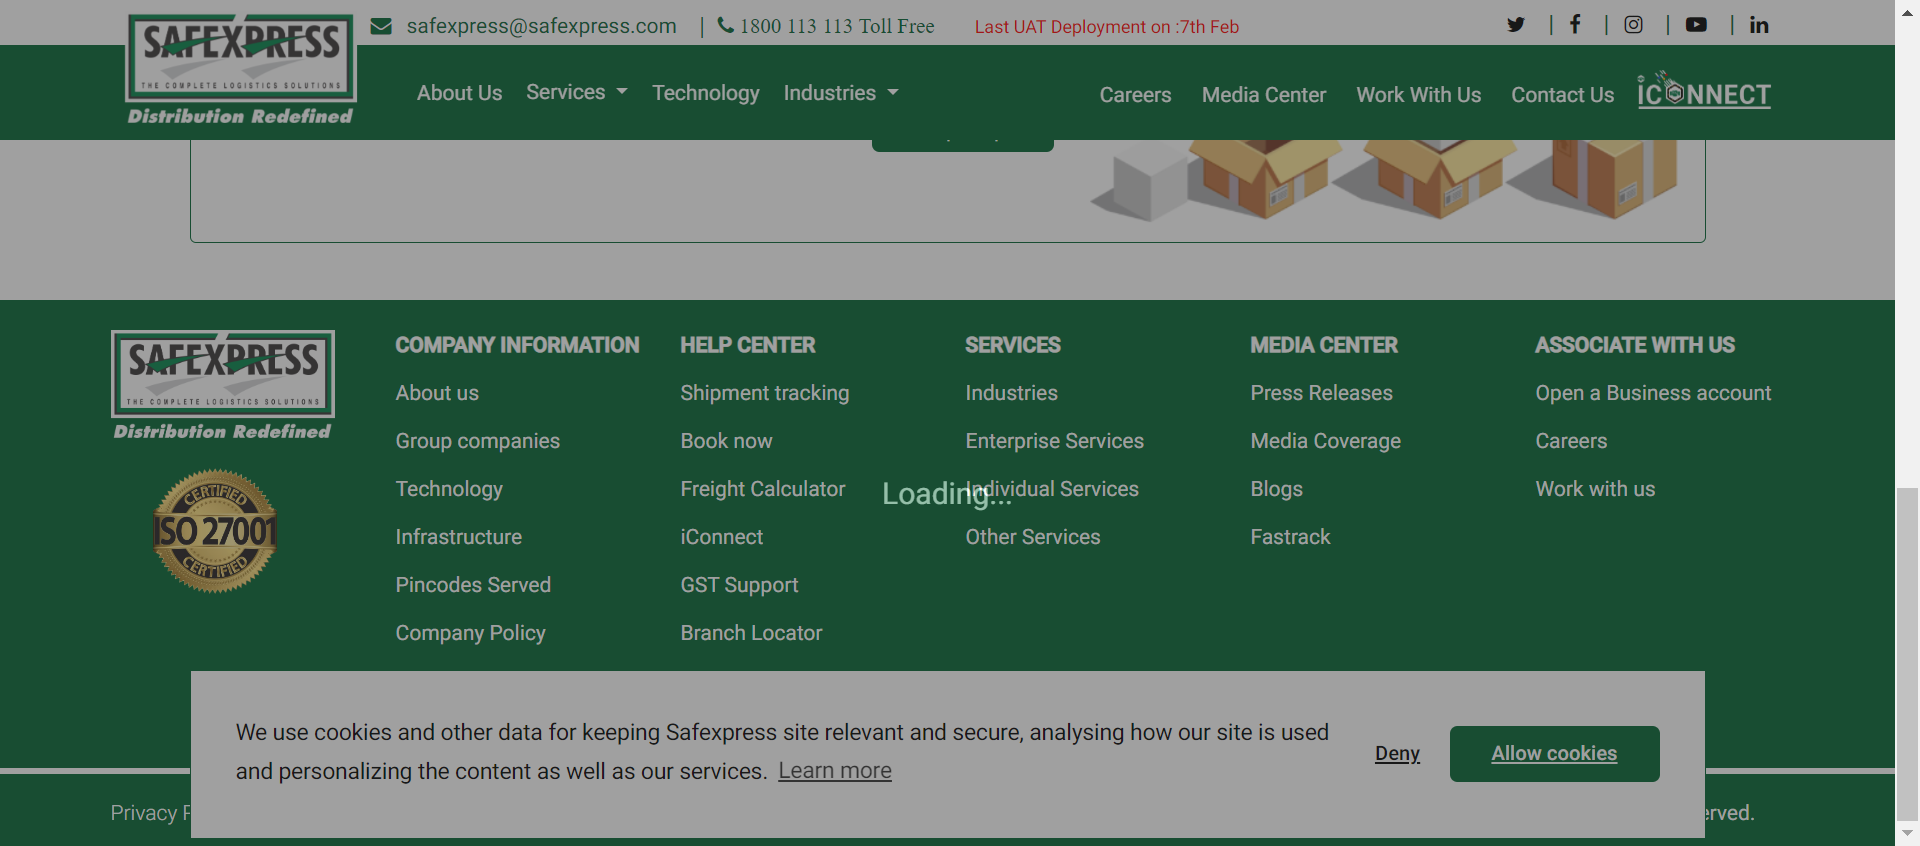 SAFEXPRESS
THE COMPLETE LOGISTICS SOLUTIONS
Distribution Redefined
safexpress@safexpress.com | 1800 113 113 Toll Free Last UAT Deployment on :7th Feb
About Us Services Technology Industries Careers Media Center Work With Us Contact Us iCONNECT
SAFEXPRESS
THE COMPLETE LOGISTICS SOLUTIONS
Distribution Redefined
CERTIFIED
ISO 27001
CERTIFIED
COMPANY INFORMATION
About us
Group companies
Technology
Infrastructure
Pincodes Served
Company Policy
HELP CENTER
Shipment tracking
Book now
Freight Calculator
iConnect
GST Support
Branch Locator
SERVICES
Industries
Enterprise Services
Individual Services
Other Services
MEDIA CENTER
Press Releases
Media Coverage
Blogs
Fastrack
ASSOCIATE WITH US
Open a Business account
Careers
Work with us
Loading...
We use cookies and other data for keeping Safexpress site relevant and secure, analysing how our site is used
and personalizing the content as well as our services. Learn more
Deny
Allow cookies
Privacy